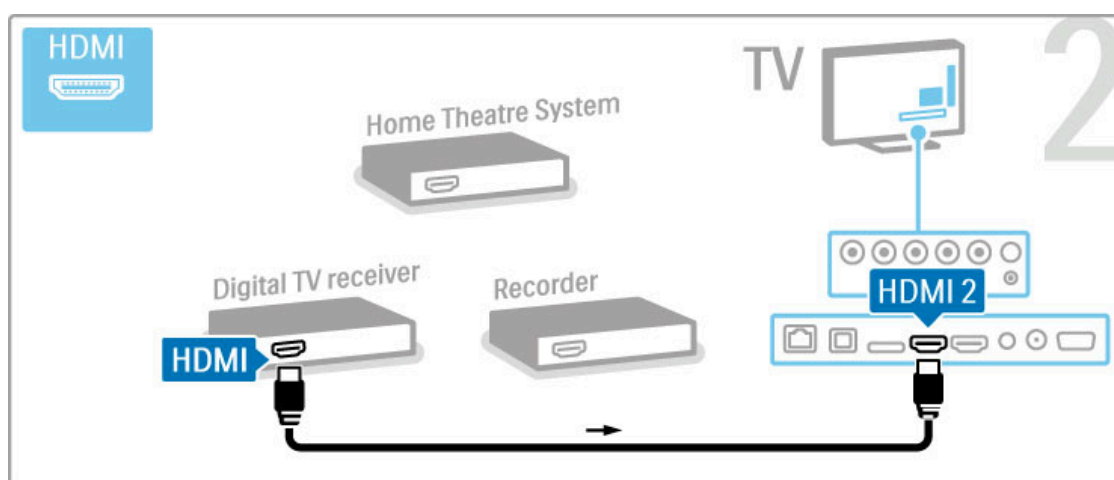 HDMI
TV
2
Home Theatre System
Digital TV receiver
Recorder
HDMI 2
HDMI